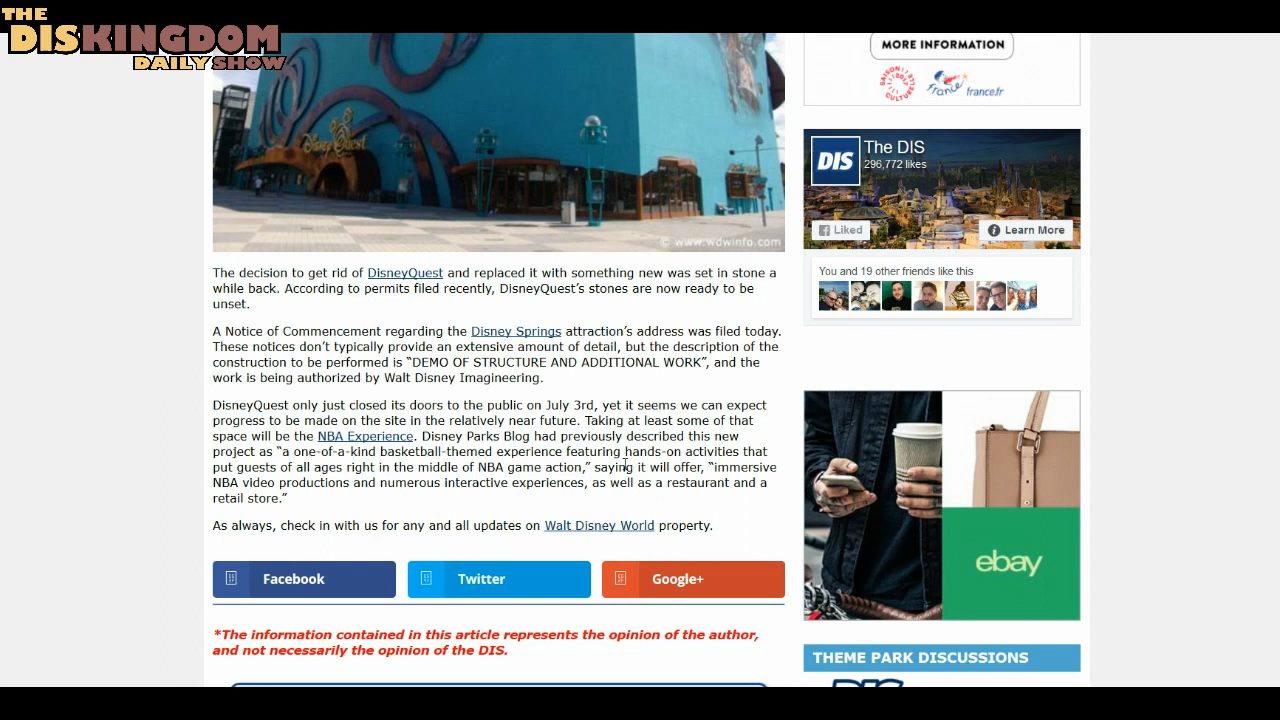 THE
DISKINGDOM
DAILY SHOW
DisneyQuest
© www.wdwinfo.com
The decision to get rid of DisneyQuest and replaced it with something new was set in stone a
while back. According to permits filed recently, DisneyQuest's stones are now ready to be
unset.
A Notice of Commencement regarding the Disney Springs attraction's address was filed today.
These notices don't typically provide an extensive amount of detail, but the description of the
construction to be performed is “DEMO OF STRUCTURE AND ADDITIONAL WORK”, and the
work is being authorized by Walt Disney Imagineering.
DisneyQuest only just closed its doors to the public on July 3rd, yet it seems we can expect
progress to be made on the site in the relatively near future. Taking at least some of that
space will be the NBA Experience. Disney Parks Blog had previously described this new
project as “a one-of-a-kind basketball-themed experience featuring hands-on activities that
put guests of all ages right in the middle of NBA game action,” saying it will offer, “immersive
NBA video productions and numerous interactive experiences, as well as a restaurant and a
retail store.”
As always, check in with us for any and all updates on Walt Disney World property.
Facebook
Twitter
Google+
*The information contained in this article represents the opinion of the author,
and not necessarily the opinion of the DIS.
MORE INFORMATION
france.fr
DIS
The DIS
296,772 likes
Liked
Learn More
You and 19 other friends like this
ebay
THEME PARK DISCUSSIONS
DIS